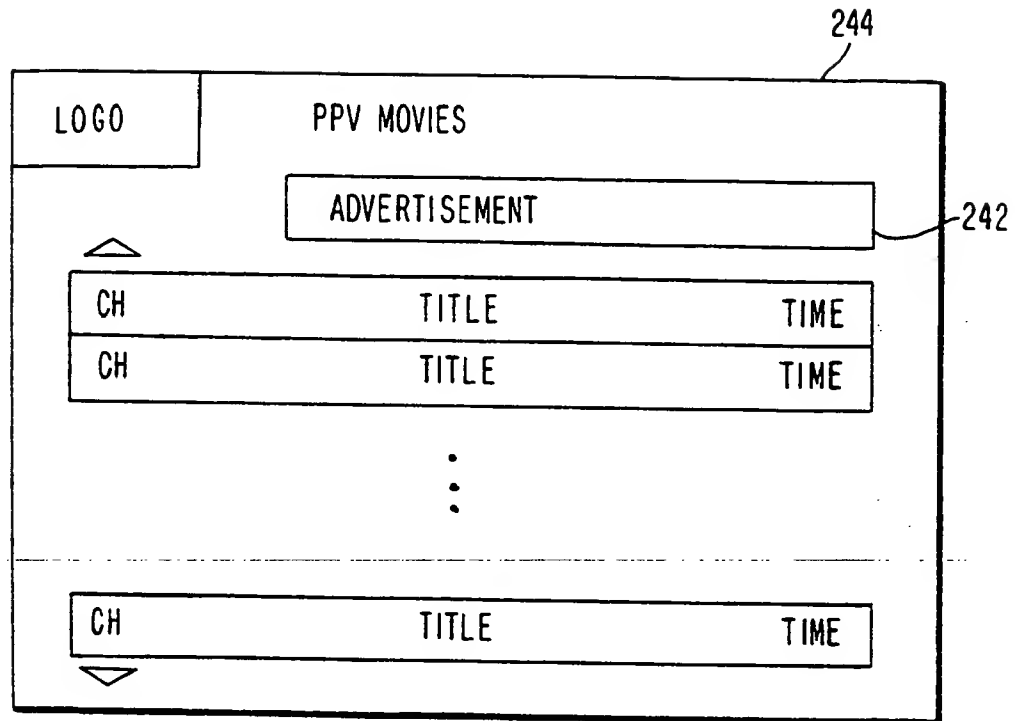 244
LOGO PPV MOVIES
ADVERTISEMENT
242
CH TITLE TIME
CH TITLE TIME
CH TITLE TIME